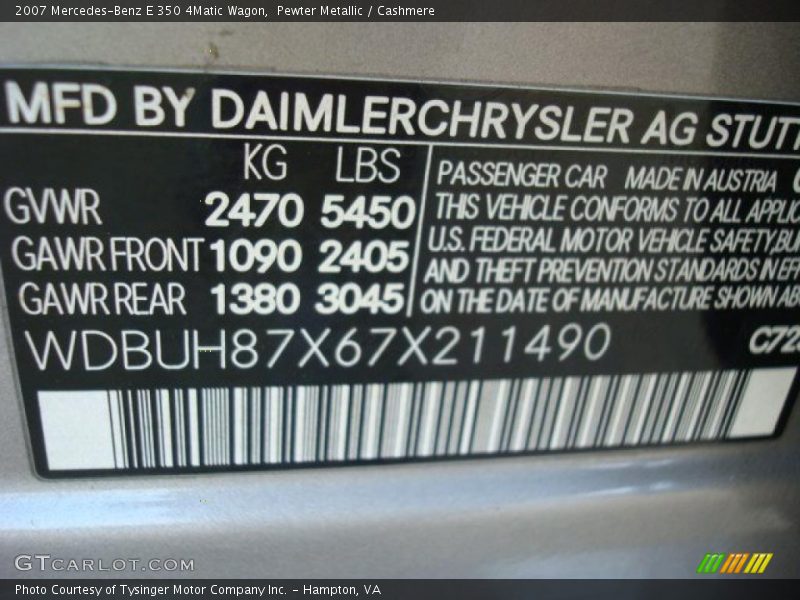 2007 Mercedes-Benz E 350 4Matic Wagon,  Pewter Metallic / Cashmere
MFD BY DAIMLERCHRYSLER AG
KG LBS
GVWR 2470 5450
GAWR FRONT 1090 2405
GAWR REAR 1380 3045
PASSENGER CAR MADE IN AUSTRIA
THIS VEHICLE CONFORMS TO ALL
U.S. FEDERAL MOTOR VEHICLE SAFETY,
AND THEFT PREVENTION STANDARDS IN
ON THE DATE OF MANUFACTURE SHOWN
WDBUH87X67X211490
GTCARLOT.COM
Photo Courtesy of Tysinger Motor Company Inc. - Hampton, VA